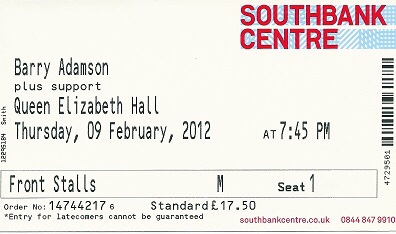 SOUTHBANK
CENTRE
Barry Adamson
plus support
Queen Elizabeth Hall
Thursday, 09 February, 2012 AT 7:45 PM
Front Stalls M Seat 1
Order No: 14744217 6 Standard £17.50
*Entry for latecomers cannot be guaranteed
southbankcentre.co.uk 0844 847 9910
Smith
4729501